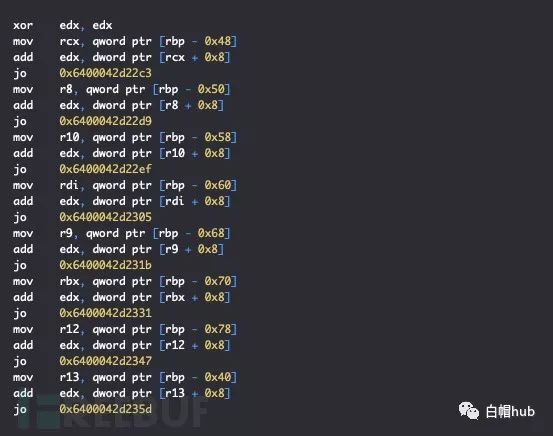 xor edx, edx
mov rcx, qword ptr [rbp - 0x48]
add edx, dword ptr [rcx + 0x8]
jo 0x6400042d22c3
mov r8, qword ptr [rbp - 0x50]
add edx, dword ptr [r8 + 0x8]
jo 0x6400042d22d9
mov r10, qword ptr [rbp - 0x58]
add edx, dword ptr [r10 + 0x8]
jo 0x6400042d22ef
mov rdi, qword ptr [rbp - 0x60]
add edx, dword ptr [rdi + 0x8]
jo 0x6400042d2305
mov r9, qword ptr [rbp - 0x68]
add edx, dword ptr [r9 + 0x8]
jo 0x6400042d231b
mov rbx, qword ptr [rbp - 0x70]
add edx, dword ptr [rbx + 0x8]
jo 0x6400042d2331
mov r12, qword ptr [rbp - 0x78]
add edx, dword ptr [r12 + 0x8]
jo 0x6400042d2347
mov r13, qword ptr [rbp - 0x40]
add edx, dword ptr [r13 + 0x8]
jo 0x6400042d235d
FREEBUF
白帽hub